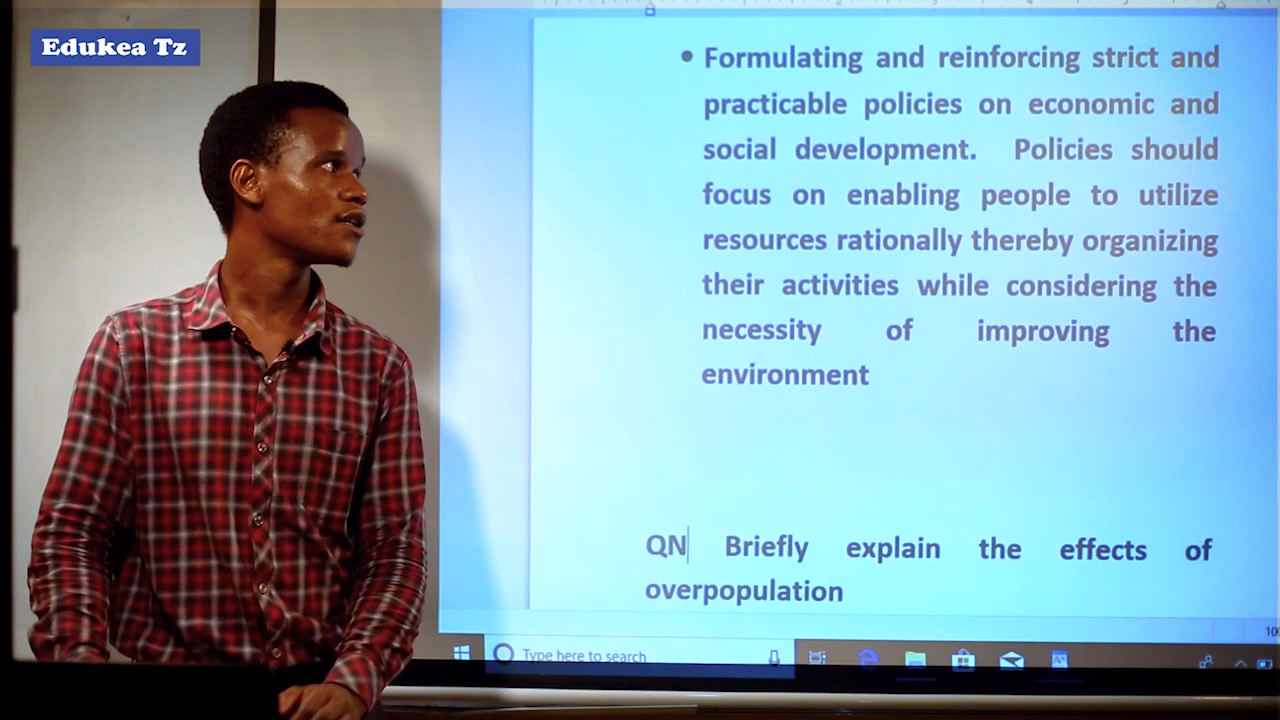 Edukea Tz
• Formulating and reinforcing strict and
practicable policies on economic and
social development. Policies should
focus on enabling people to utilize
resources rationally thereby organizing
their activities while considering the
necessity of improving the
environment
QN Briefly explain the effects of
overpopulation
Type here to search